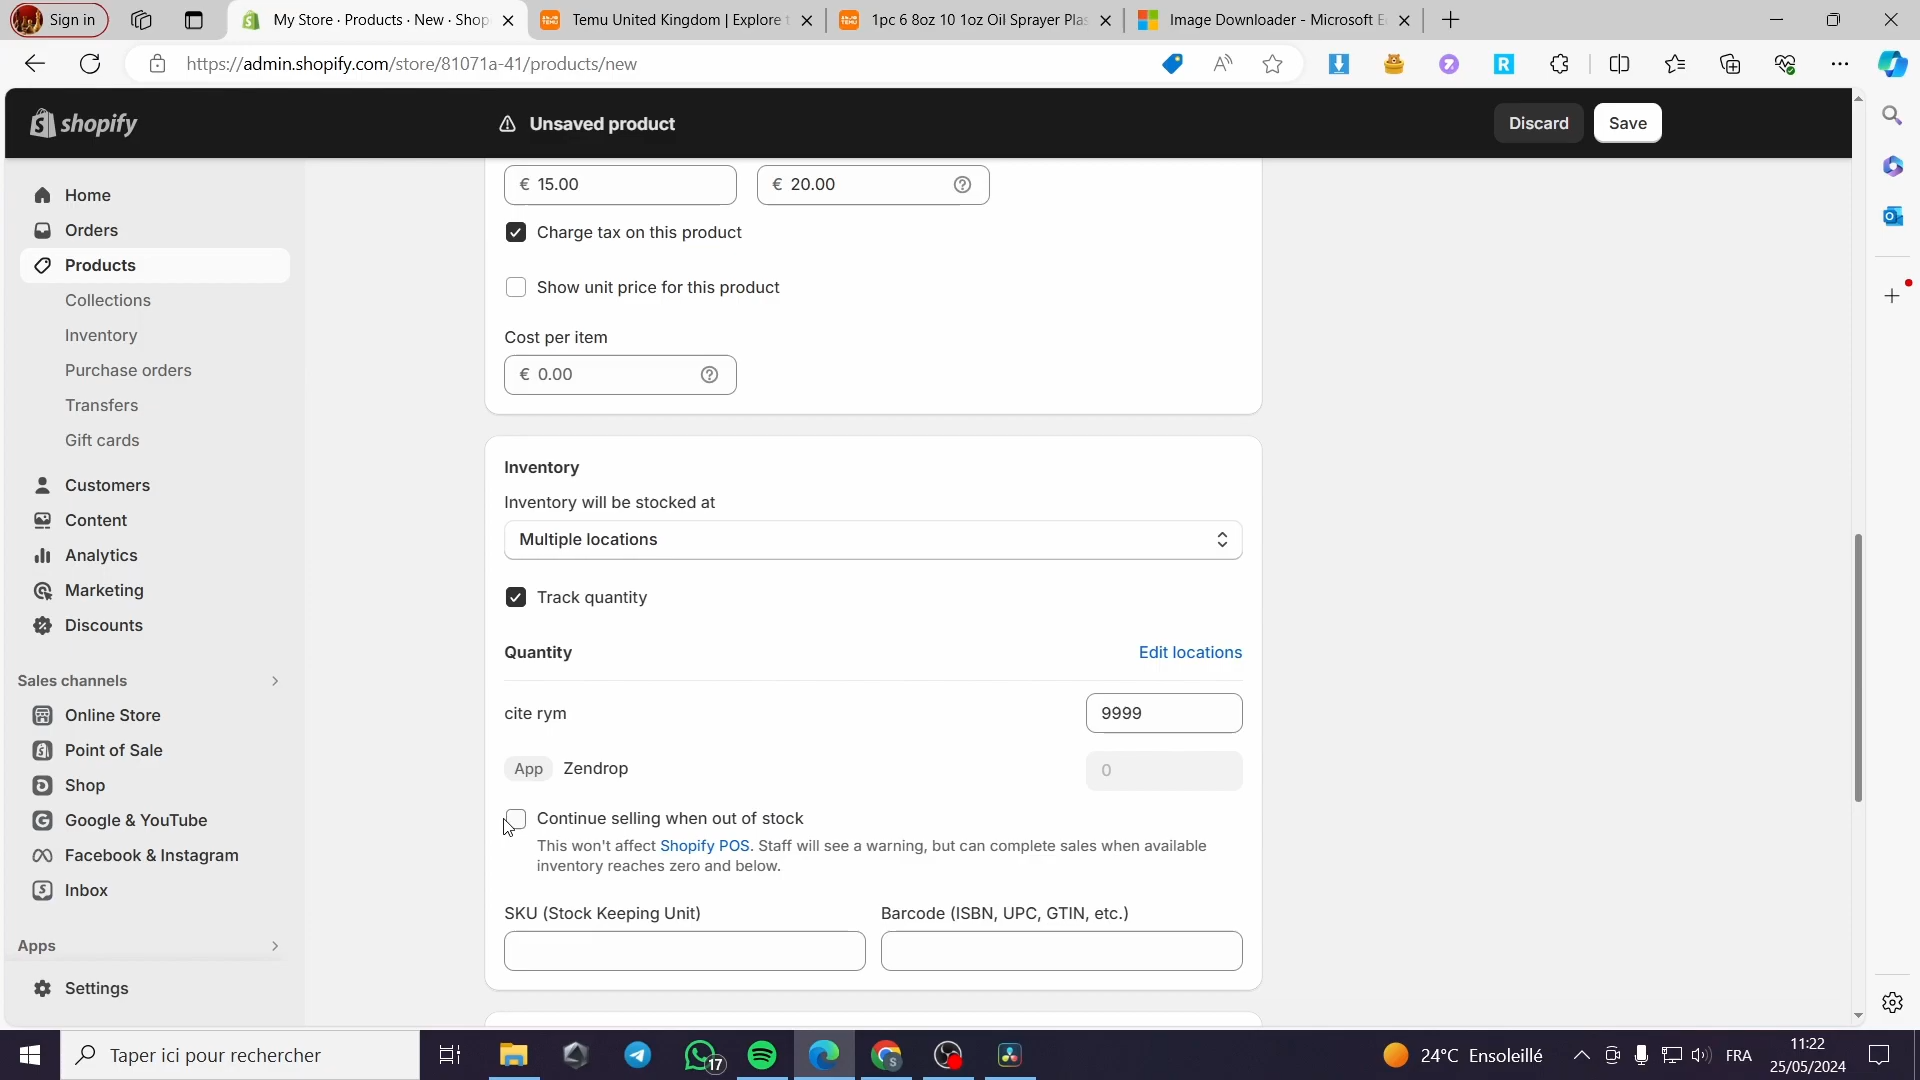 Sign in
My Store · Products · New · Shop
Temu United Kingdom | Explore t
1pc 6 8oz 10 1oz Oil Sprayer Plas
Image Downloader - Microsoft E
https://admin.shopify.com/store/81071a-41/products/new
shopify
Unsaved product
Discard
Save
Home
Orders
Products
Collections
Inventory
Purchase orders
Transfers
Gift cards
Customers
Content
Analytics
Marketing
Discounts
Sales channels
Online Store
Point of Sale
Shop
Google & YouTube
Facebook & Instagram
Inbox
Apps
Settings
€ 15.00
€ 20.00
Charge tax on this product
Show unit price for this product
Cost per item
€ 0.00
Inventory
Inventory will be stocked at
Multiple locations
Track quantity
Quantity
Edit locations
cite rym
9999
App Zendrop
0
Continue selling when out of stock
This won't affect Shopify POS. Staff will see a warning, but can complete sales when available
inventory reaches zero and below.
SKU (Stock Keeping Unit)
Barcode (ISBN, UPC, GTIN, etc.)
Taper ici pour rechercher
17
24°C Ensoleillé
FRA
11:22
25/05/2024